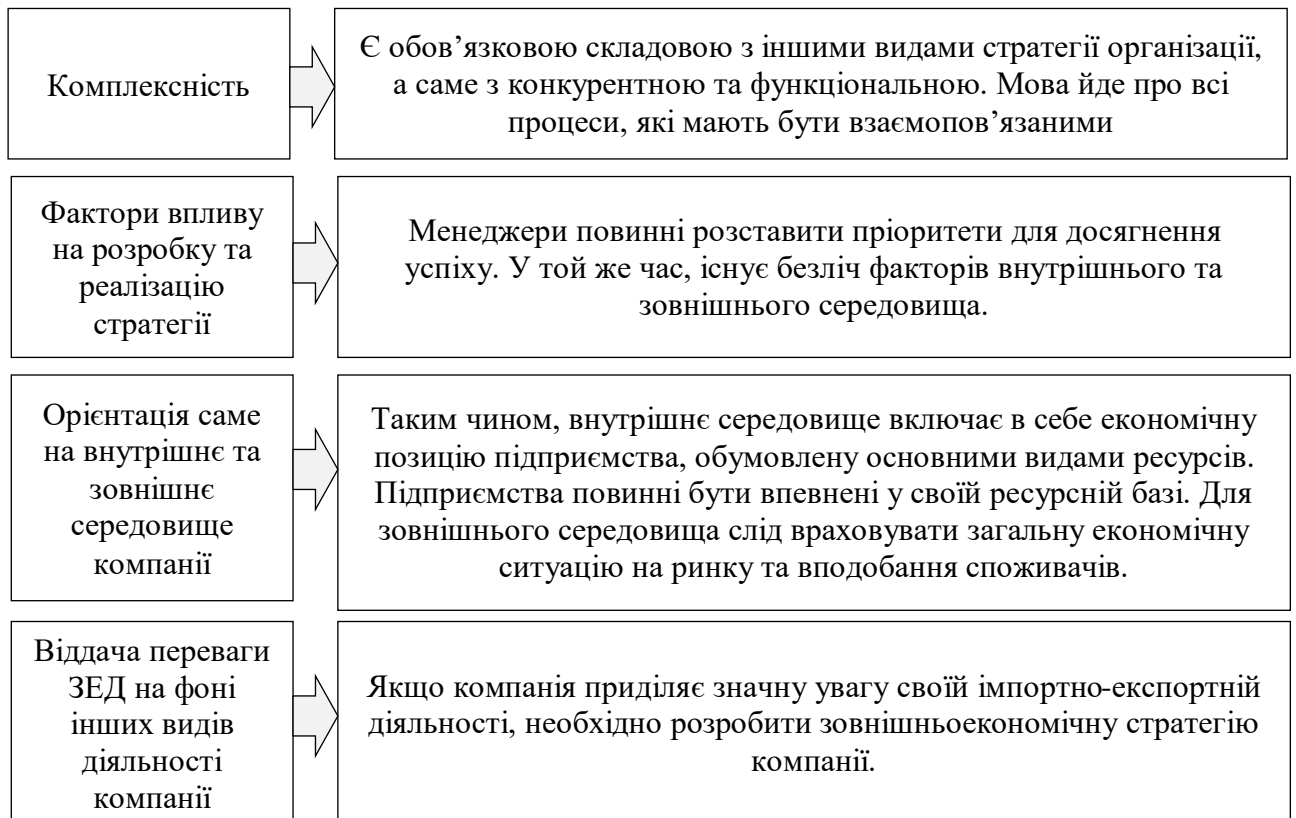 Комплексність
Є обов’язковою складовою з іншими видами стратегії організації,
а саме з конкурентною та функціональною. Мова йде про всі
процеси, які мають бути взаємопов’язаними
Фактори впливу
на розробку та
реалізацію
стратегії
Менеджери повинні розставити пріоритети для досягнення
успіху. У той же час, існує безліч факторів внутрішнього та
зовнішнього середовища.
Орієнтація саме
на внутрішнє та
зовнішнє
середовище
компанії
Таким чином, внутрішнє середовище включає в себе економічну
позицію підприємства, обумовлену основними видами ресурсів.
Підприємства повинні бути впевнені у своїй ресурсній базі. Для
зовнішнього середовища слід враховувати загальну економічну
ситуацію на ринку та вподобання споживачів.
Віддача переваги
ЗЕД на фоні
інших видів
діяльності
компанії
Якщо компанія приділяє значну увагу своїй імпортно-експортній
діяльності, необхідно розробити зовнішньоекономічну стратегію
компанії.